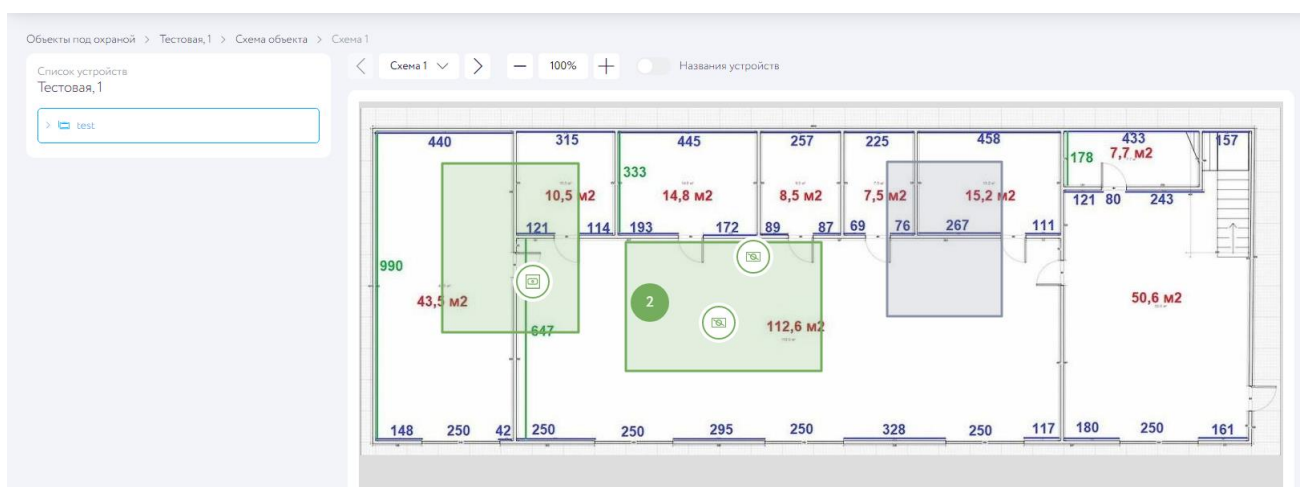 Объекты под охраной > Тестовая, 1 > Схема объекта > Схема 1
Список устройств
Тестовая, 1
> test
< Схема 1 > — 100% + Названия устройств
440 315 445 257 225 458 433 157
178 7,7 м2
333
10,5 м2 14,8 м2 8,5 м2 7,5 м2 15,2 м2
121 80 243
121 114 193 172 89 87 69 76 267 111
990
43,5 м2 2 50,6 м2
647 112,6 м2
148 250 42 250 250 295 250 328 250 117 180 250 161